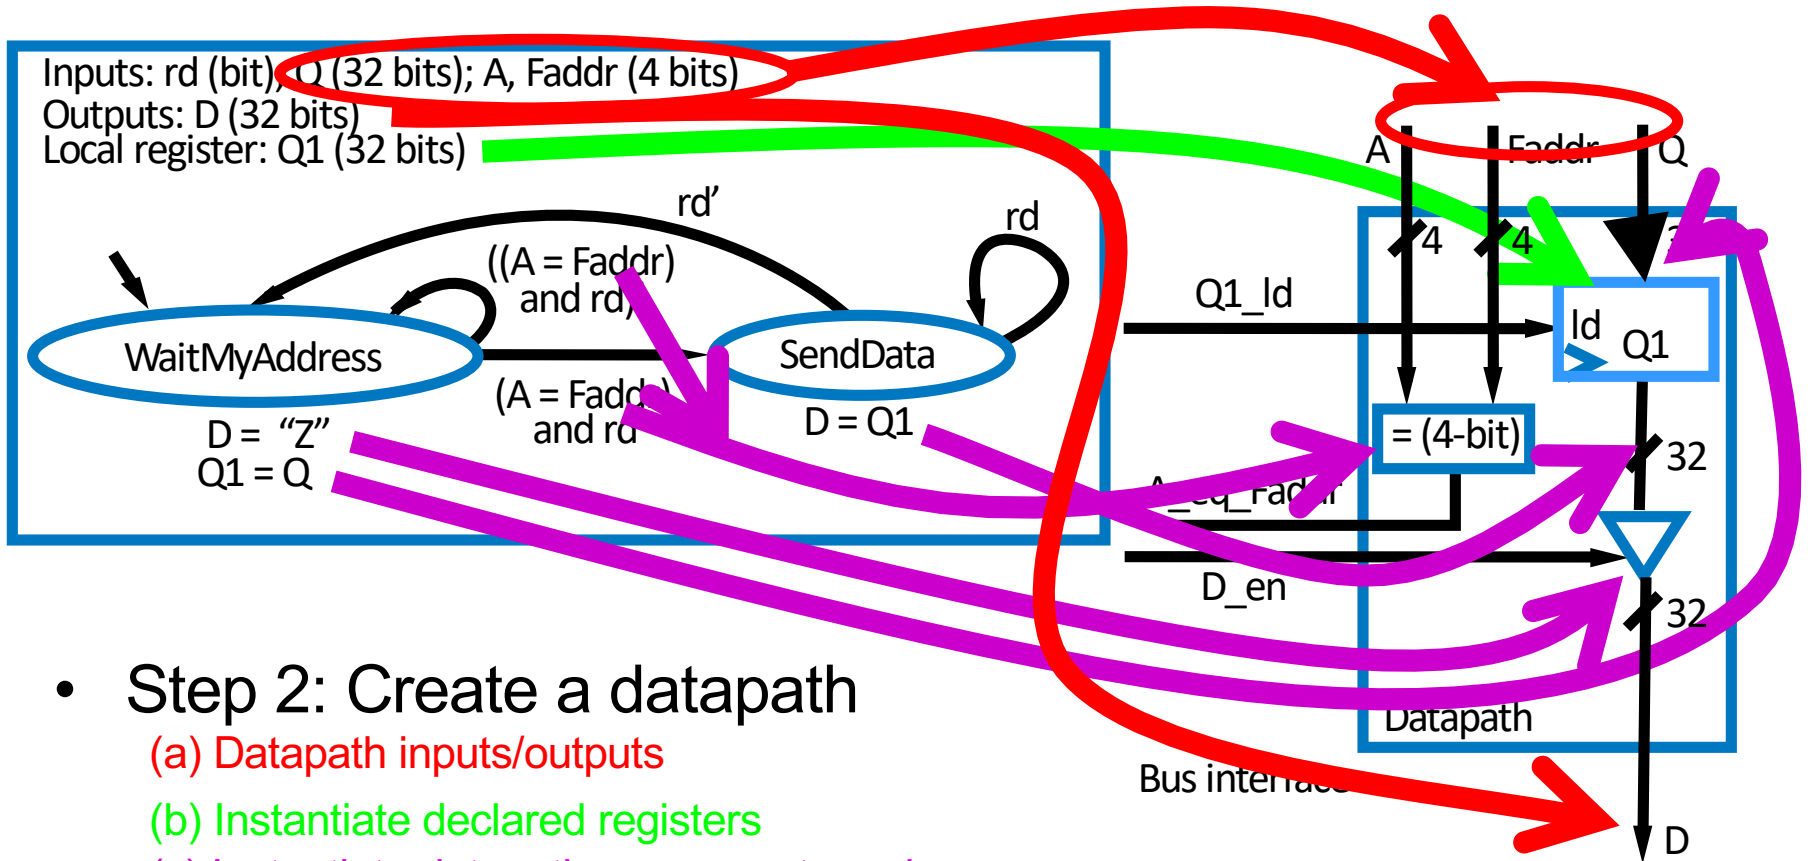 Inputs: rd (bit), Q (32 bits); A, Faddr (4 bits)
Outputs: D (32 bits)
Local register: Q1 (32 bits)
A
Faddr
Q
rd’
rd
((A = Faddr)
and rd)
4
4
Q1_ld
ld
Q1
WaitMyAddress
SendData
(A = Faddr)
and rd
D = “Z”
Q1 = Q
D = Q1
= (4-bit)
32
A_eq_Faddr
D_en
32
• Step 2: Create a datapath
Datapath
(a) Datapath inputs/outputs
Bus interface
(b) Instantiate declared registers
D